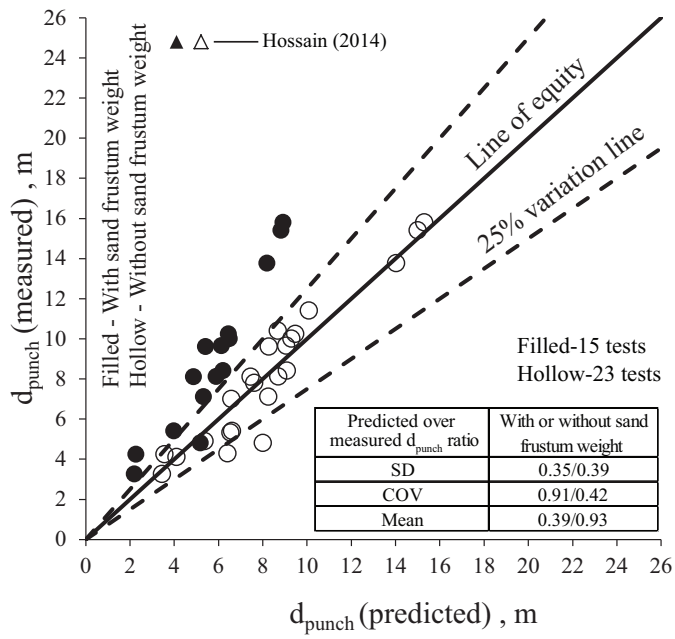 26
24
22
20
18
16
14
12
10
8
6
4
2
0
d_punch (measured) , m
Filled - With sand frustum weight
Hollow - Without sand frustum weight
Hossain (2014)
Line of equity
25% variation line
Filled-15 tests
Hollow-23 tests
Predicted over measured d_punch ratio
With or without sand frustum weight
SD 0.35/0.39
COV 0.91/0.42
Mean 0.39/0.93
0 2 4 6 8 10 12 14 16 18 20 22 24 26
d_punch (predicted) , m